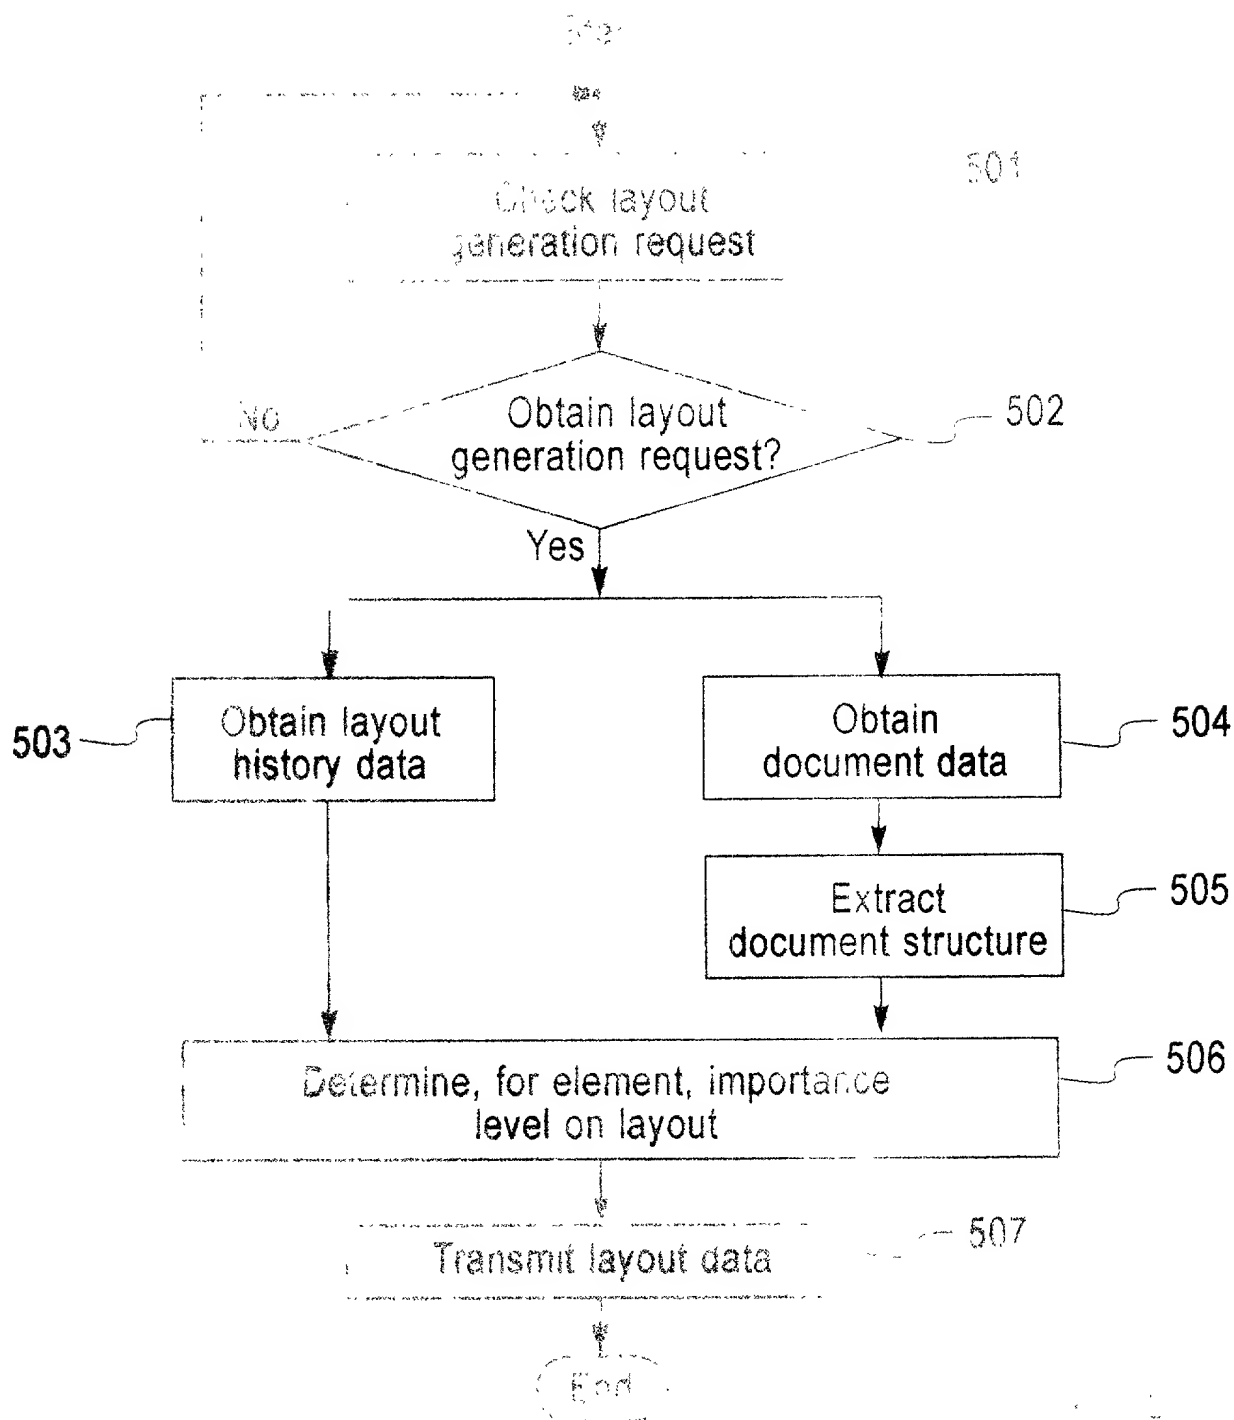 501
Check layout
generation request
No
Obtain layout
generation request?
502
Yes
503
Obtain layout
history data
Obtain
document data
504
Extract
document structure
505
Determine, for element, importance
level on layout
506
Transmit layout data
507
End